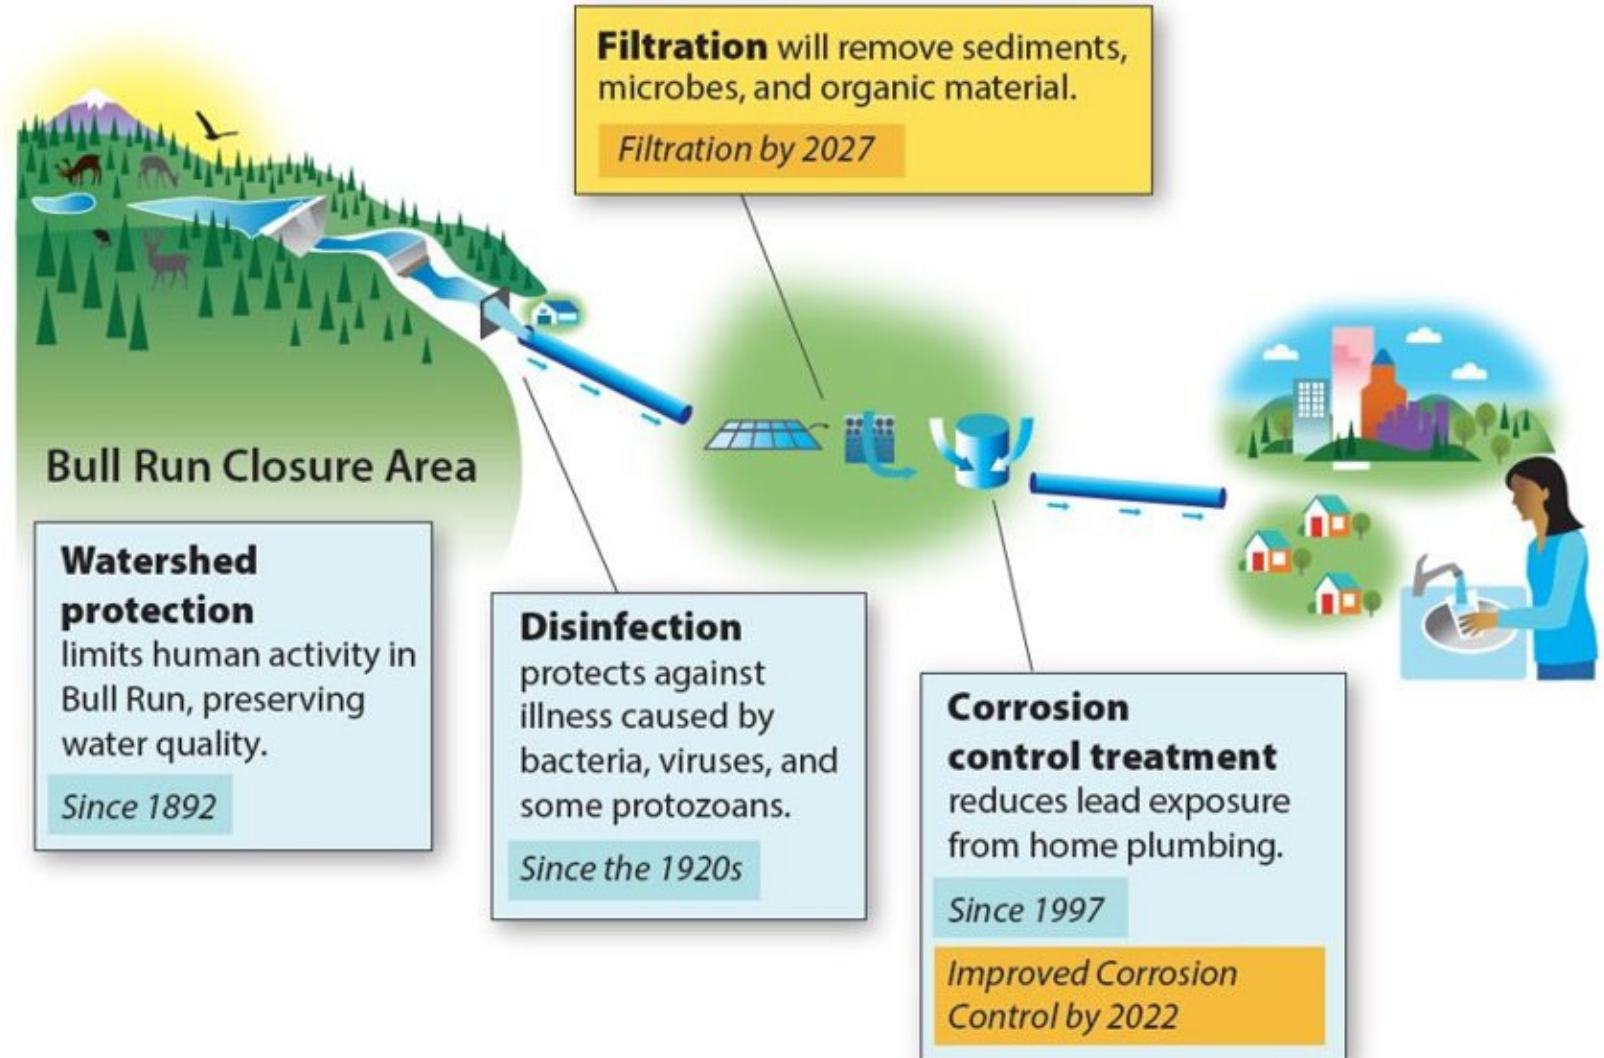 Filtration will remove sediments,
microbes, and organic material.
Filtration by 2027
Bull Run Closure Area
Watershed
protection
limits human activity in
Bull Run, preserving
water quality.
Since 1892
Disinfection
protects against
illness caused by
bacteria, viruses, and
some protozoans.
Since the 1920s
Corrosion
control treatment
reduces lead exposure
from home plumbing.
Since 1997
Improved Corrosion
Control by 2022